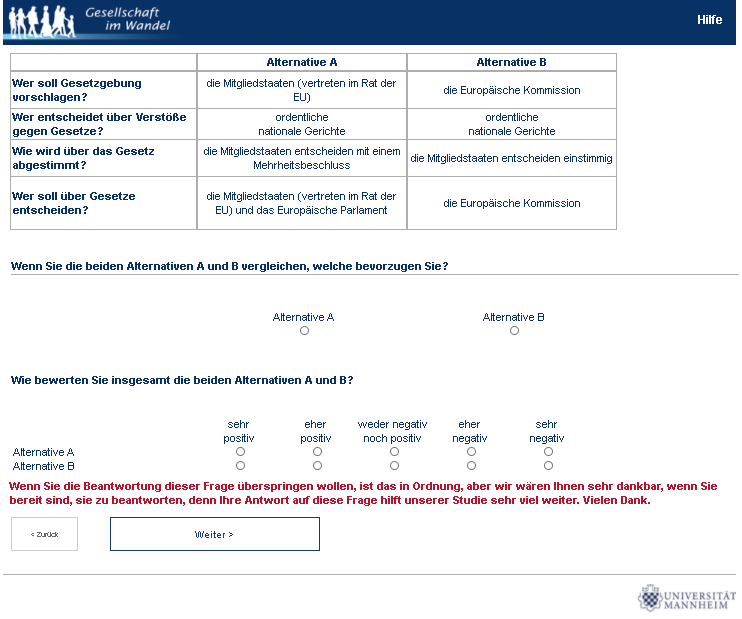 Gesellschaft
im Wandel
Hilfe
Alternative A
Alternative B
Wer soll Gesetzgebung
vorschlagen?
die Mitgliedstaaten (vertreten im Rat der
EU)
die Europäische Kommission
Wer entscheidet über Verstöße
gegen Gesetze?
ordentliche
nationale Gerichte
ordentliche
nationale Gerichte
Wie wird über das Gesetz
abgestimmt?
die Mitgliedstaaten entscheiden mit einem
Mehrheitsbeschluss
die Mitgliedstaaten entscheiden einstimmig
Wer soll über Gesetze
entscheiden?
die Mitgliedstaaten (vertreten im Rat der
EU) und das Europäische Parlament
die Europäische Kommission
Wenn Sie die beiden Alternativen A und B vergleichen, welche bevorzugen Sie?
Alternative A
Alternative B
Wie bewerten Sie insgesamt die beiden Alternativen A und B?
sehr
positiv
eher
positiv
weder negativ
noch positiv
eher
negativ
sehr
negativ
Alternative A
Alternative B
Wenn Sie die Beantwortung dieser Frage überspringen wollen, ist das in Ordnung, aber wir wären Ihnen sehr dankbar, wenn Sie
bereit sind, sie zu beantworten, denn Ihre Antwort auf diese Frage hilft unserer Studie sehr viel weiter. Vielen Dank.
< Zurück
Weiter >
UNIVERSITÄT
MANNHEIM